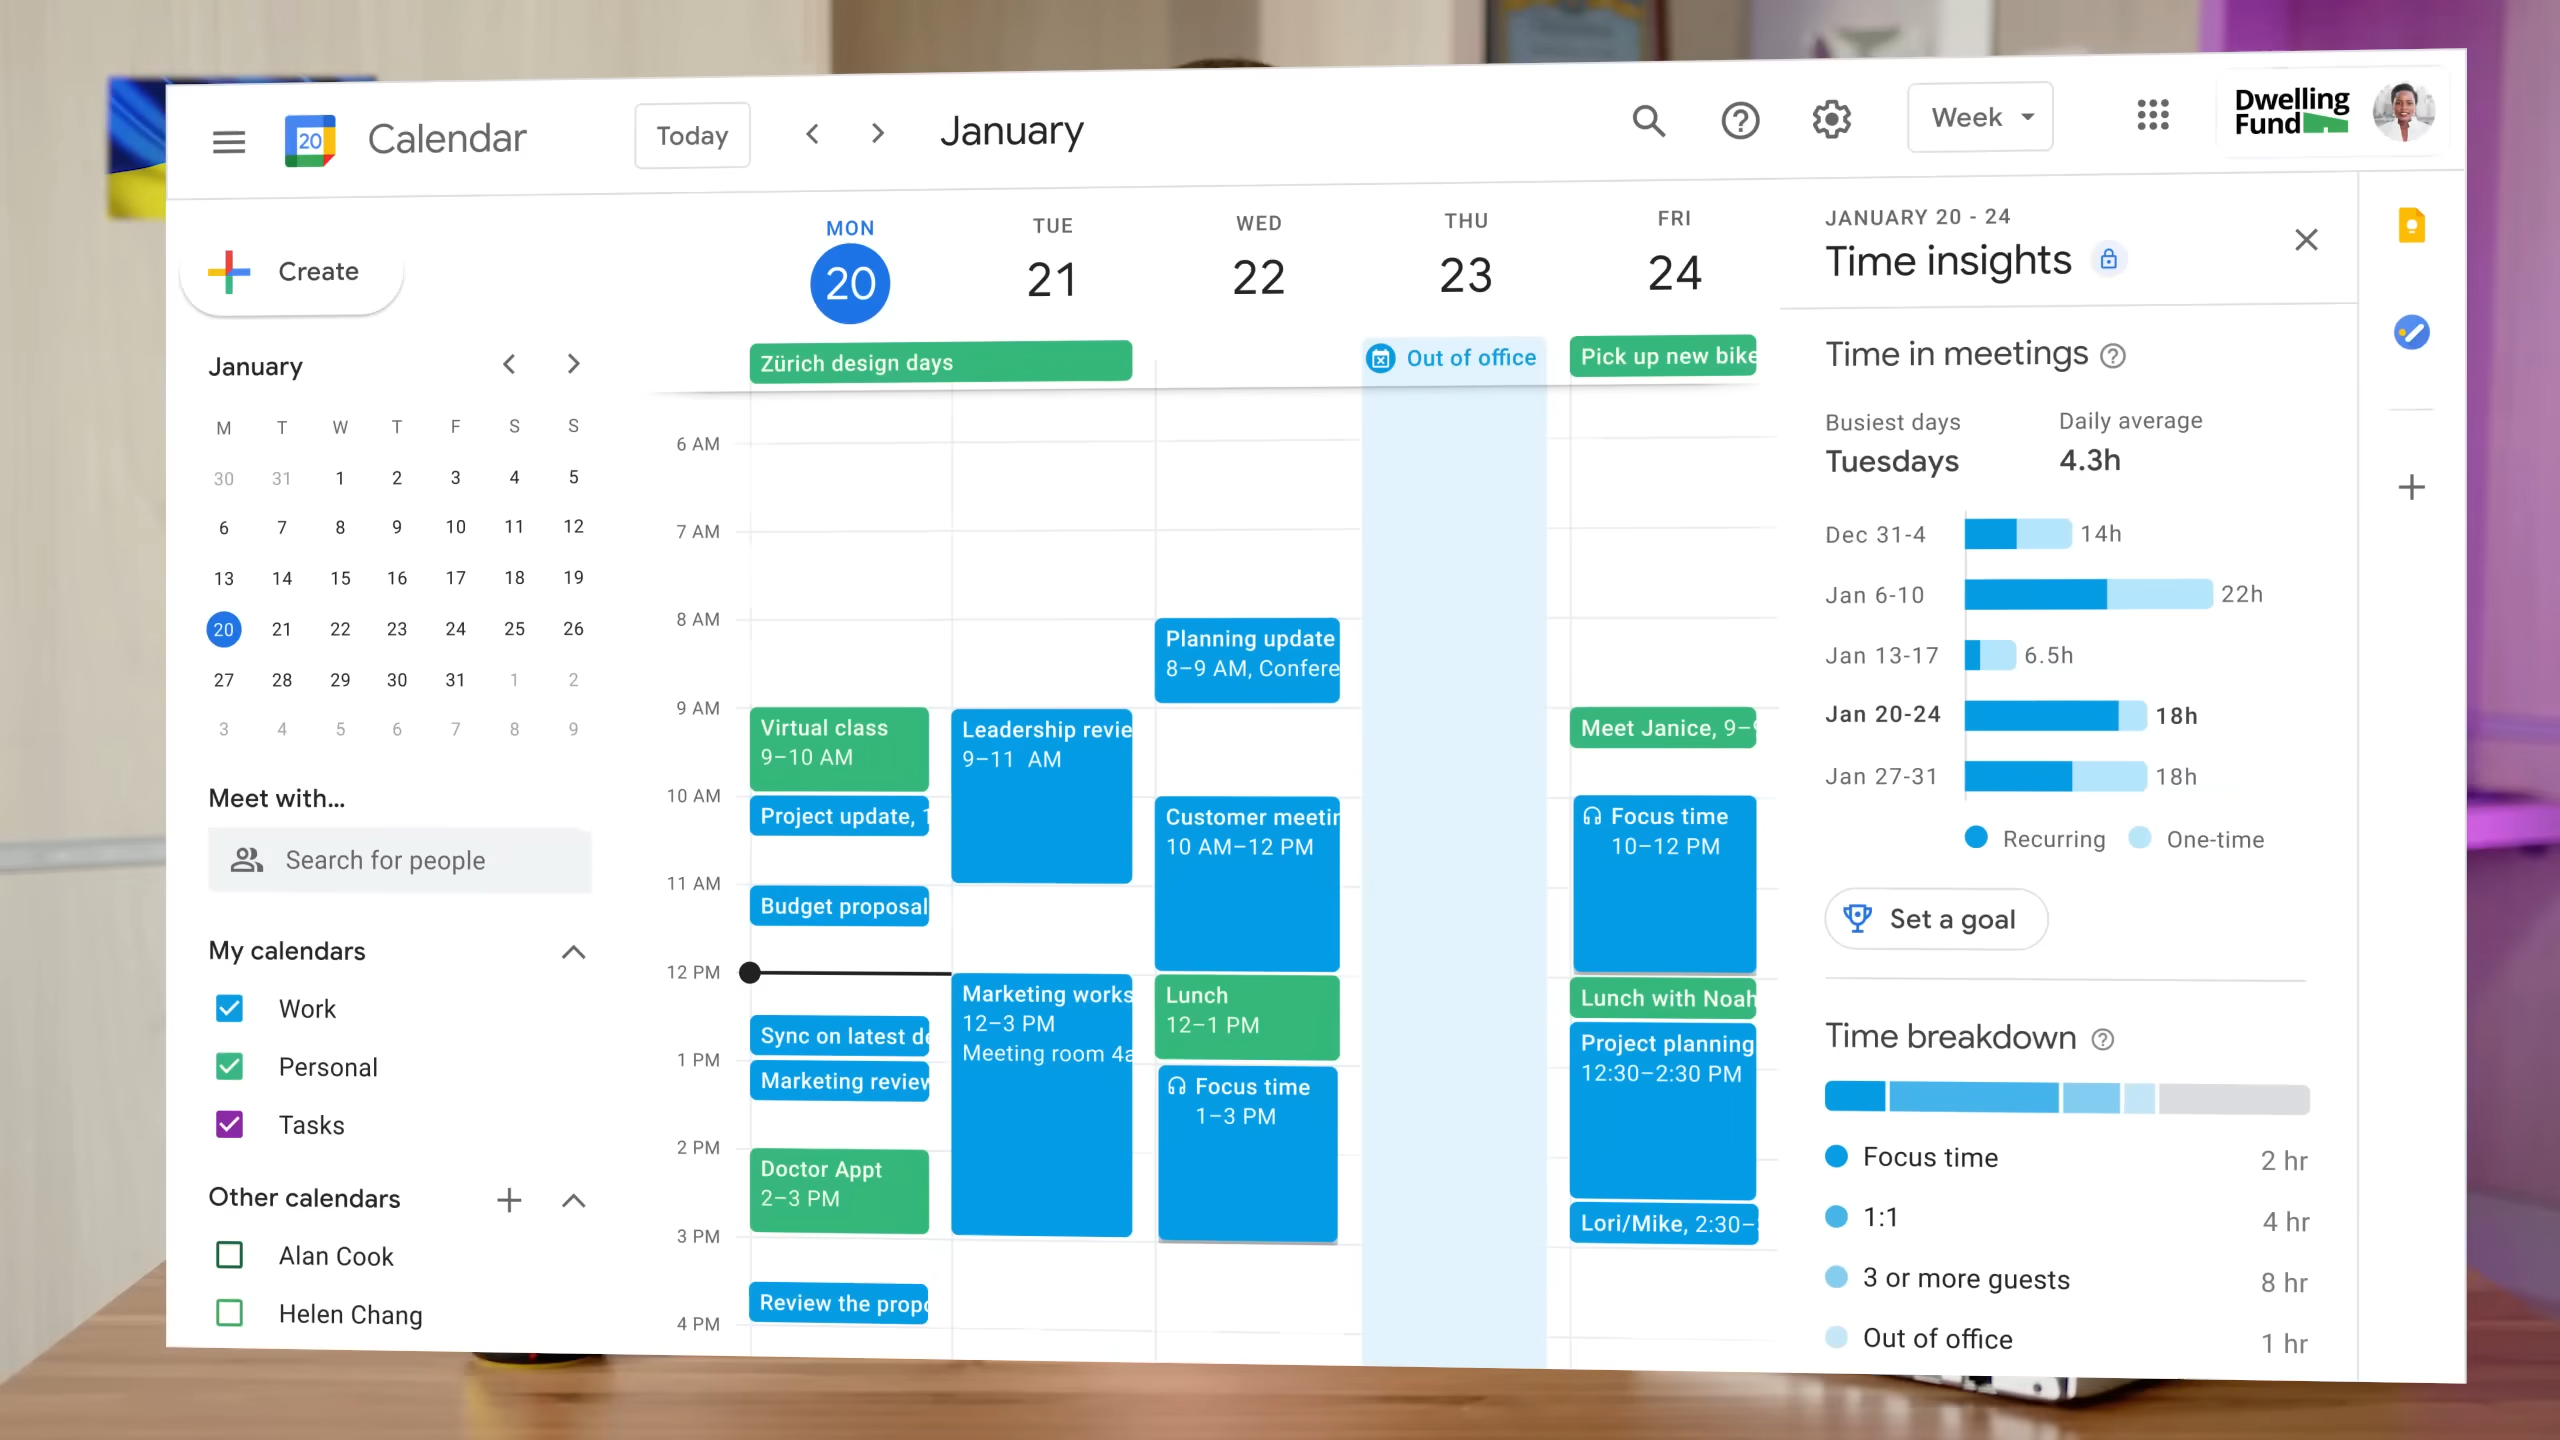 20
Calendar
Today
January
Week
Dwelling
Fund
Create
January
M T W T F S S
30 31 1 2 3 4 5
6 7 8 9 10 11 12
13 14 15 16 17 18 19
20 21 22 23 24 25 26
27 28 29 30 31 1 2
3 4 5 6 7 8 9
Meet with...
Search for people
My calendars
Work
Personal
Tasks
Other calendars
Alan Cook
Helen Chang
MON TUE WED THU FRI
20 21 22 23 24
Zürich design days
Out of office
Pick up new bike
6 AM
7 AM
8 AM
9 AM
10 AM
11 AM
12 PM
1 PM
2 PM
3 PM
4 PM
Virtual class
9–10 AM
Project update,
Budget proposal
Sync on latest
Marketing review
Doctor Appt
2–3 PM
Review the
Leadership
9–11 AM
Marketing
12–3 PM
Meeting room
Planning update
8–9 AM,
Customer
10 AM–12 PM
Lunch
12–1 PM
Focus time
1–3 PM
Meet Janice, 9–
Focus time
10–12 PM
Lunch with Noah
Project planning
12:30–2:30 PM
Lori/Mike, 2:30–
JANUARY 20 - 24
Time insights
Time in meetings
Busiest days Daily average
Tuesdays 4.3h
Dec 31-4 14h
Jan 6-10 22h
Jan 13-17 6.5h
Jan 20-24 18h
Jan 27-31 18h
Recurring One-time
Set a goal
Time breakdown
Focus time 2 hr
1:1 4 hr
3 or more guests 8 hr
Out of office 1 hr